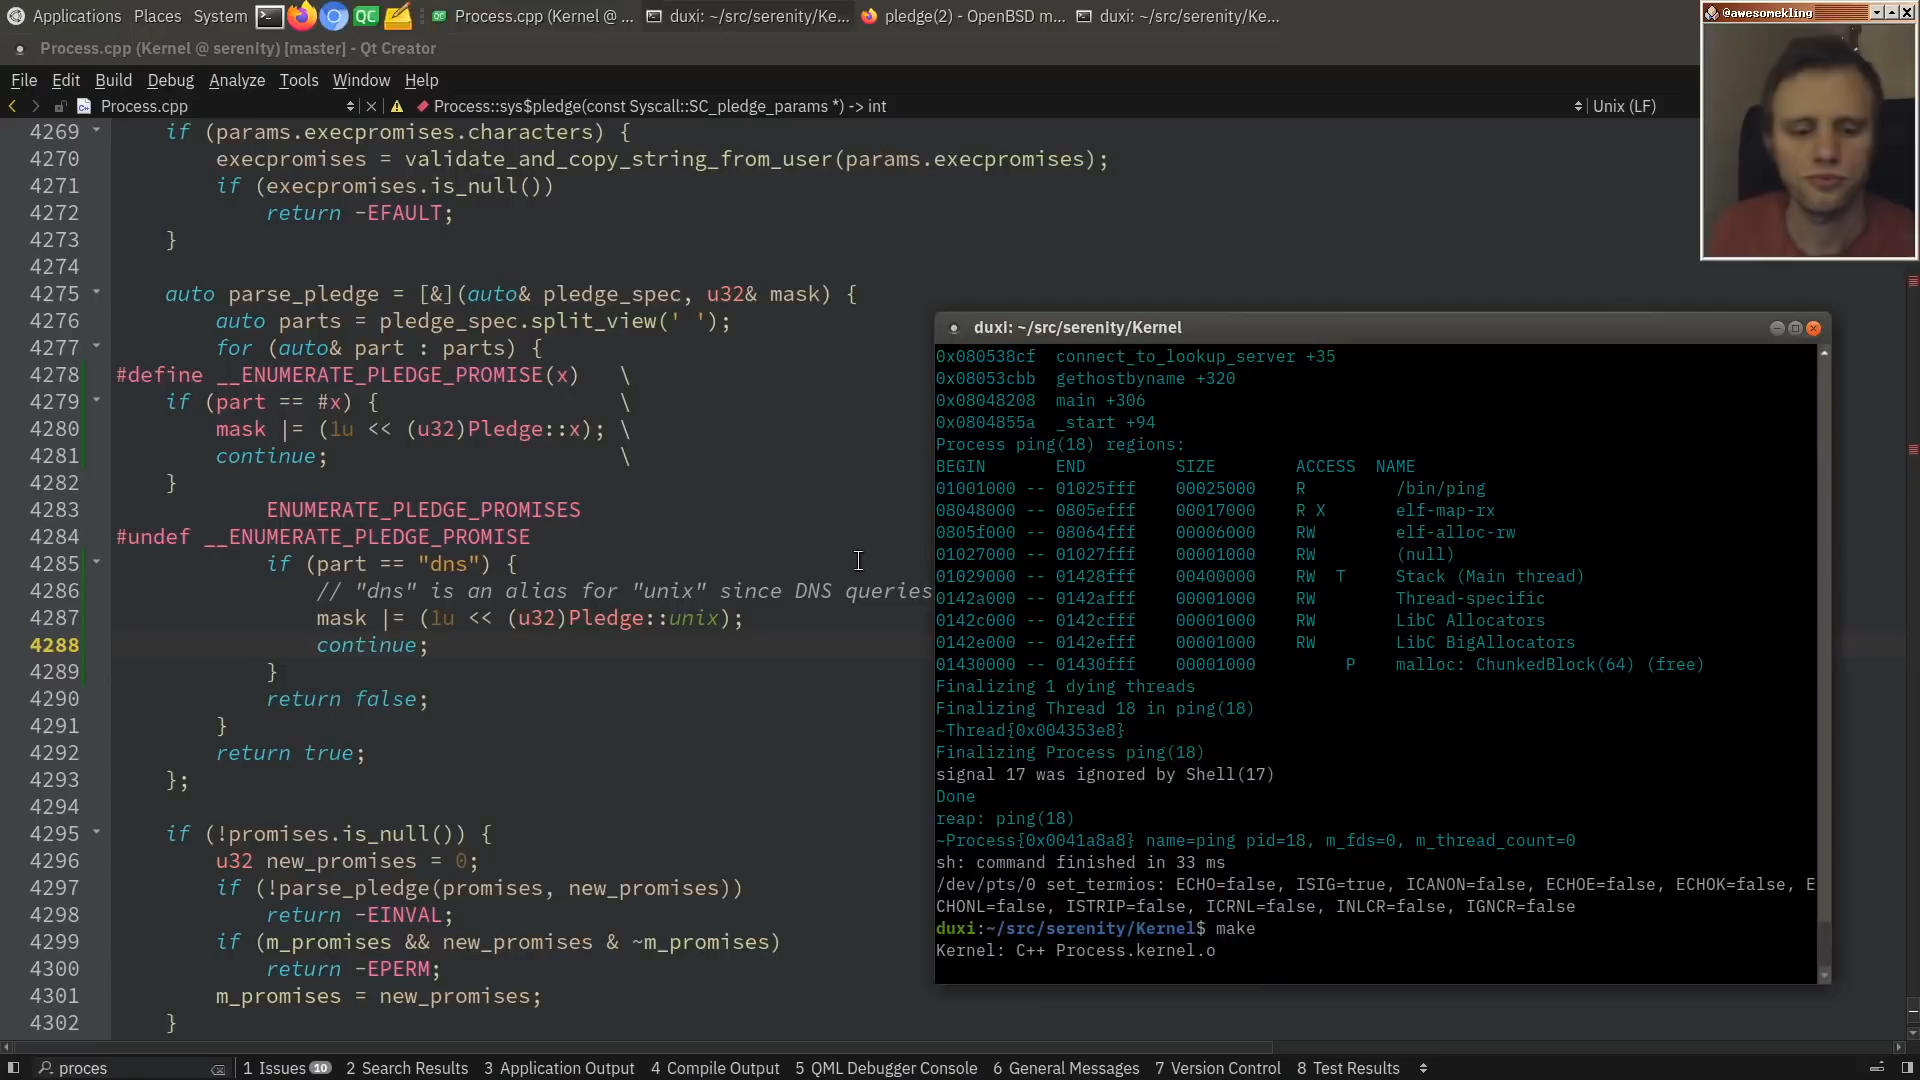 Applications Places System
Process.cpp (Kernel @ ...
duxi: ~/src/serenity/Ke...
pledge(2) - OpenBSD m...
duxi: ~/src/serenity/Ke...
@awesomekling
Process.cpp (Kernel @ serenity) [master] - Qt Creator
File Edit Build Debug Analyze Tools Window Help
Process.cpp
Process::sys$pledge(const Syscall::SC_pledge_params *) -> int
Unix (LF)
4269 if (params.execpromises.characters) {
4270 execpromises = validate_and_copy_string_from_user(params.execpromises);
4271 if (execpromises.is_null())
4272 return -EFAULT;
4273 }
4274
4275 auto parse_pledge = [&](auto& pledge_spec, u32& mask) {
4276 auto parts = pledge_spec.split_view(' ');
4277 for (auto& part : parts) {
4278 #define __ENUMERATE_PLEDGE_PROMISE(x) \
4279 if (part == #x) { \
4280 mask |= (1u << (u32)Pledge::x); \
4281 continue; \
4282 }
4283 ENUMERATE_PLEDGE_PROMISES
4284 #undef __ENUMERATE_PLEDGE_PROMISE
4285 if (part == "dns") {
4286 // "dns" is an alias for "unix" since DNS queries
4287 mask |= (1u << (u32)Pledge::unix);
4288 continue;
4289 }
4290 return false;
4291 }
4292 return true;
4293 };
4294
4295 if (!promises.is_null()) {
4296 u32 new_promises = 0;
4297 if (!parse_pledge(promises, new_promises))
4298 return -EINVAL;
4299 if (m_promises && new_promises & ~m_promises)
4300 return -EPERM;
4301 m_promises = new_promises;
4302 }
duxi: ~/src/serenity/Kernel
0x080538cf connect_to_lookup_server +35
0x08053cbb gethostbyname +320
0x08048208 main +306
0x0804855a _start +94
Process ping(18) regions:
BEGIN END SIZE ACCESS NAME
01001000 -- 01025fff 00025000 R /bin/ping
08048000 -- 0805efff 00017000 R X elf-map-rx
0805f000 -- 08064fff 00006000 RW elf-alloc-rw
01027000 -- 01027fff 00001000 RW (null)
01029000 -- 01428fff 00400000 RW T Stack (Main thread)
0142a000 -- 0142afff 00001000 RW Thread-specific
0142c000 -- 0142cfff 00001000 RW LibC Allocators
0142e000 -- 0142efff 00001000 RW LibC BigAllocators
01430000 -- 01430fff 00001000 P malloc: ChunkedBlock(64) (free)
Finalizing 1 dying threads
Finalizing Thread 18 in ping(18)
~Thread{0x004353e8}
Finalizing Process ping(18)
signal 17 was ignored by Shell(17)
Done
reap: ping(18)
~Process{0x0041a8a8} name=ping pid=18, m_fds=0, m_thread_count=0
sh: command finished in 33 ms
/dev/pts/0 set_termios: ECHO=false, ISIG=true, ICANON=false, ECHOE=false, ECHOK=false, E
CHONL=false, ISTRIP=false, ICRNL=false, INLCR=false, IGNCR=false
duxi:~/src/serenity/Kernel$ make
Kernel: C++ Process.kernel.o
proces
1 Issues 10 2 Search Results 3 Application Output 4 Compile Output 5 QML Debugger Console 6 General Messages 7 Version Control 8 Test Results